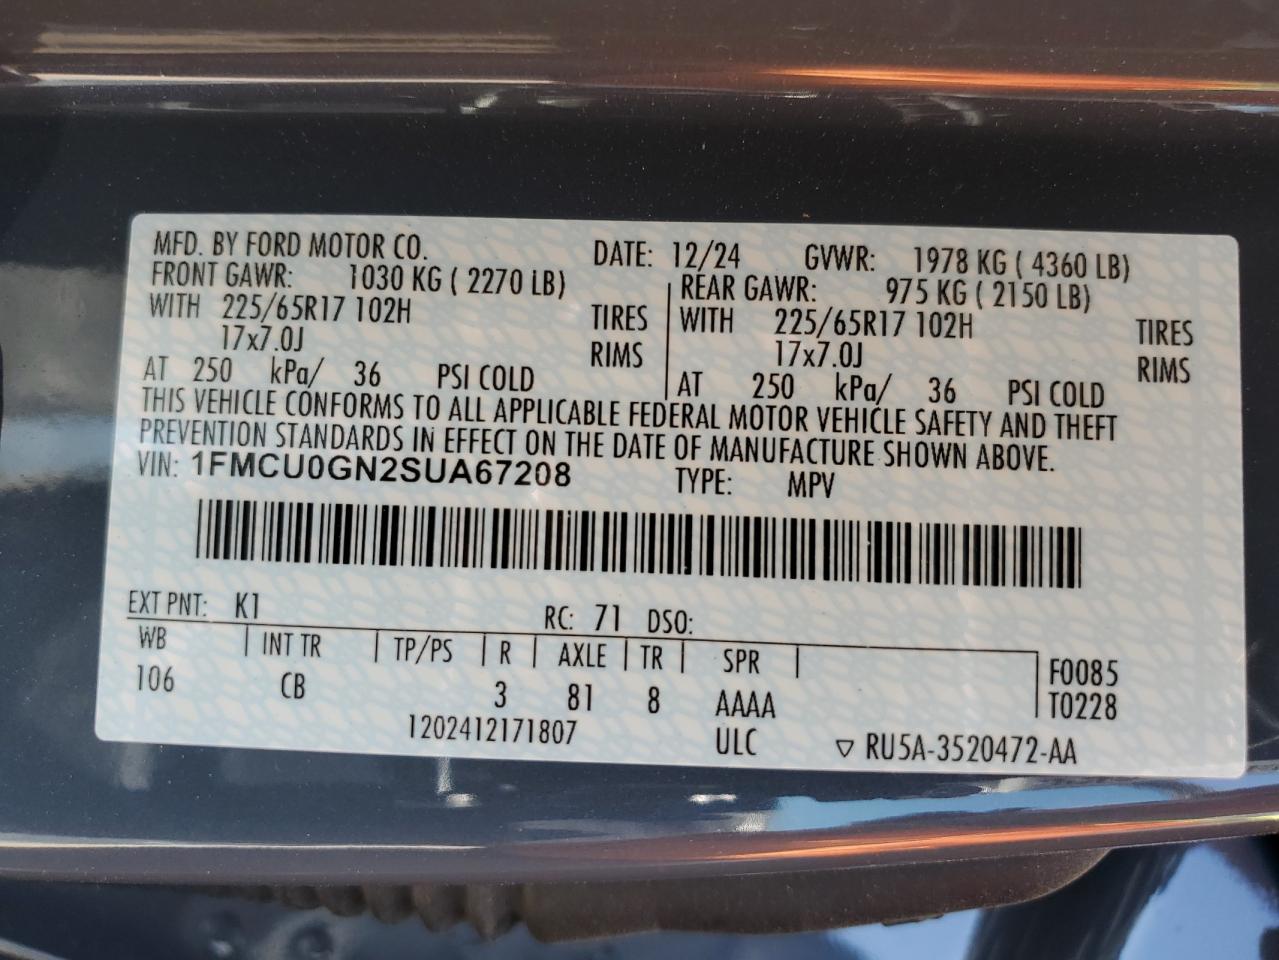 MFD. BY FORD MOTOR CO. DATE: 12/24 GVWR: 1978 KG ( 4360 LB)
FRONT GAWR: 1030 KG ( 2270 LB) REAR GAWR: 975 KG ( 2150 LB)
WITH 225/65R17 102H TIRES WITH 225/65R17 102H TIRES
17x7.0J RIMS 17x7.0J RIMS
AT 250 kPa/ 36 PSI COLD AT 250 kPa/ 36 PSI COLD
THIS VEHICLE CONFORMS TO ALL APPLICABLE FEDERAL MOTOR VEHICLE SAFETY AND THEFT
PREVENTION STANDARDS IN EFFECT ON THE DATE OF MANUFACTURE SHOWN ABOVE.
VIN: 1FMCU0GN2SUA67208 TYPE: MPV
EXT PNT: K1 RC: 71 DSO:
WB INT TR TP/PS R AXLE TR SPR F0085
106 CB 3 81 8 AAAA T0228
1202412171807 ULC ▽ RU5A-3520472-AA